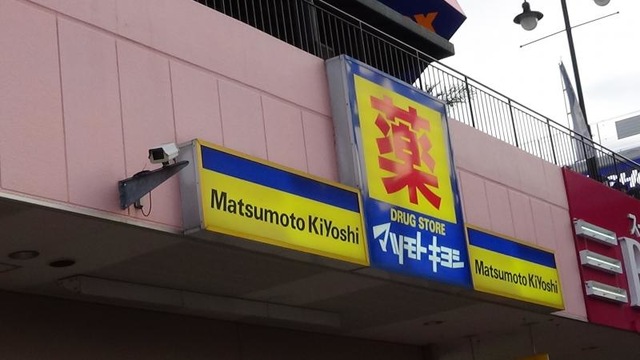 Matsumoto KiYoshi
薬
DRUG STORE
マツモトキヨシ
Matsumoto KiYoshi